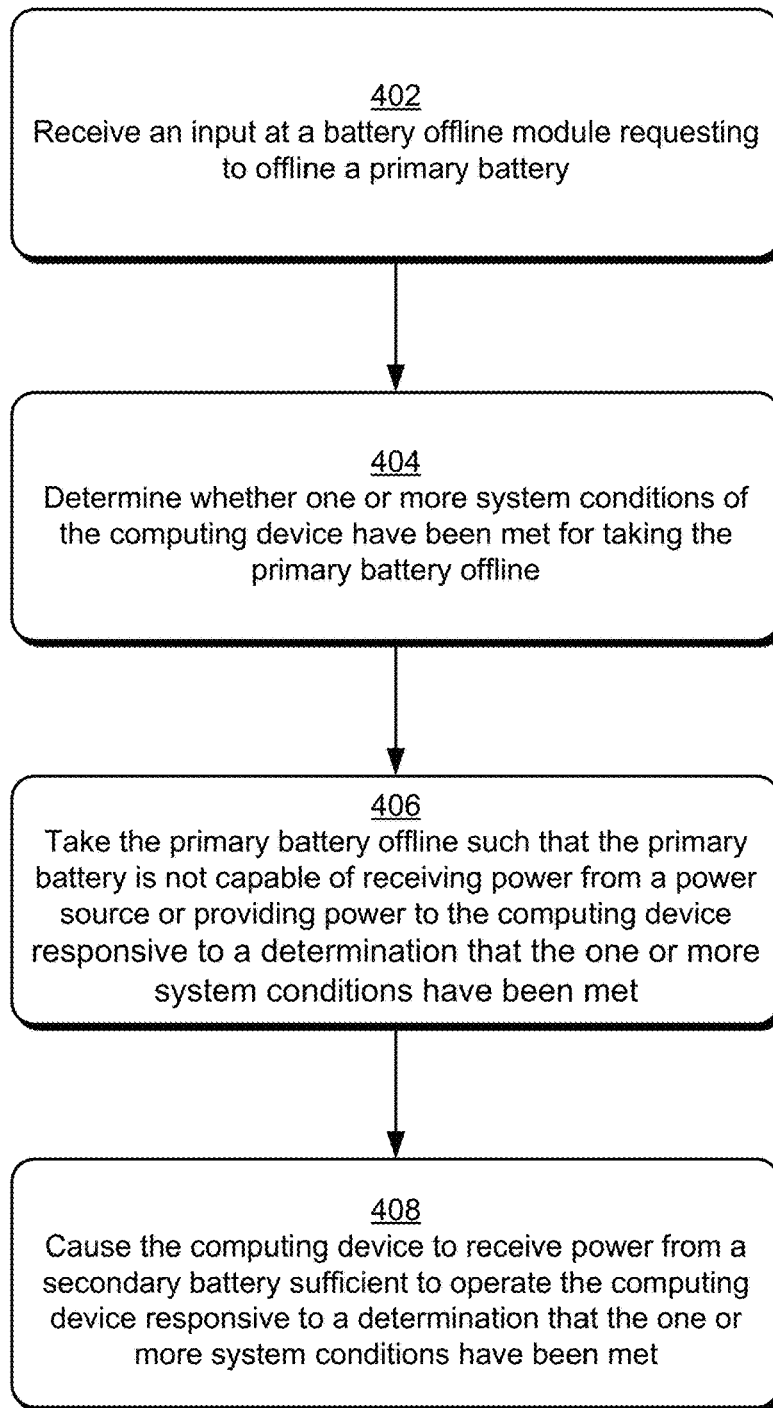 402
Receive an input at a battery offline module requesting
to offline a primary battery
404
Determine whether one or more system conditions of
the computing device have been met for taking the
primary battery offline
406
Take the primary battery offline such that the primary
battery is not capable of receiving power from a power
source or providing power to the computing device
responsive to a determination that the one or more
system conditions have been met
408
Cause the computing device to receive power from a
secondary battery sufficient to operate the computing
device responsive to a determination that the one or
more system conditions have been met